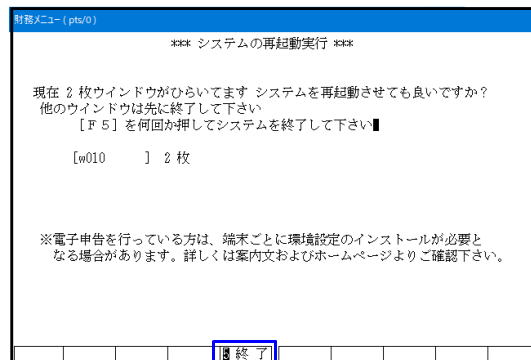 財務メニュー ( pts/0 )
*** システムの再起動実行 ***
現在 2 枚ウインドウがひらいてます システムを再起動させても良いですか？
他のウインドウは先に終了して下さい
[Ｆ５] を何回か押してシステムを終了して下さい
[w010 ] 2 枚
※電子申告を行っている方は、端末ごとに環境設定のインストールが必要と
なる場合があります。詳しくは案内文およびホームページよりご確認下さい。
5 終 了